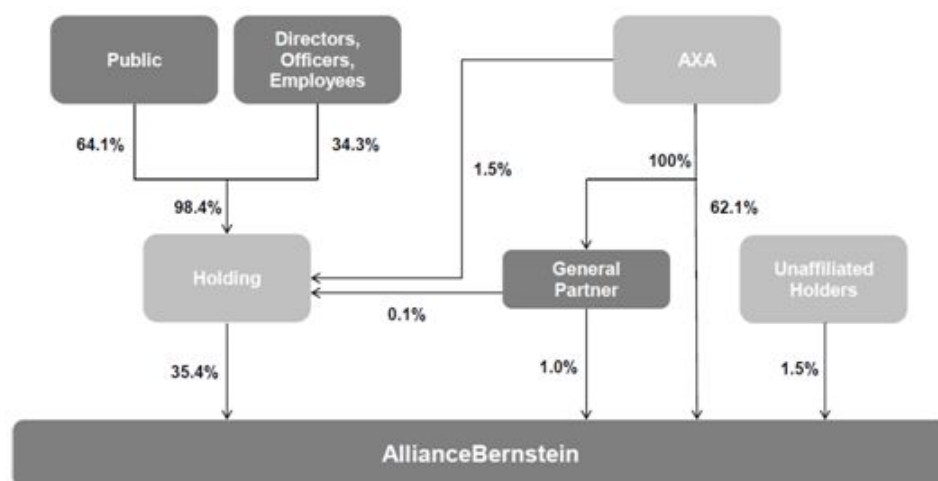 Public
Directors,
Officers,
Employees
AXA
64.1%
34.3%
1.5%
100%
98.4%
62.1%
Holding
General
Partner
Unaffiliated
Holders
0.1%
35.4%
1.0%
1.5%
AllianceBernstein